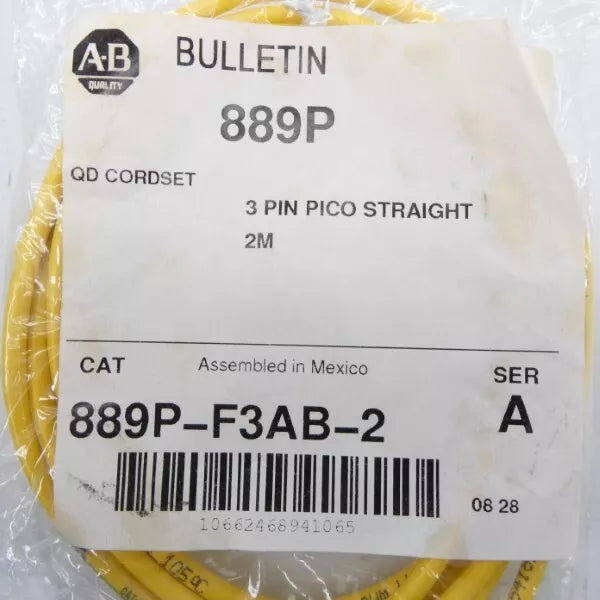 A-B
QUALITY
BULLETIN
889P
QD CORDSET
3 PIN PICO STRAIGHT
2M
CAT
Assembled in Mexico
SER
889P-F3AB-2
A
10662468941065
08 28
105°C